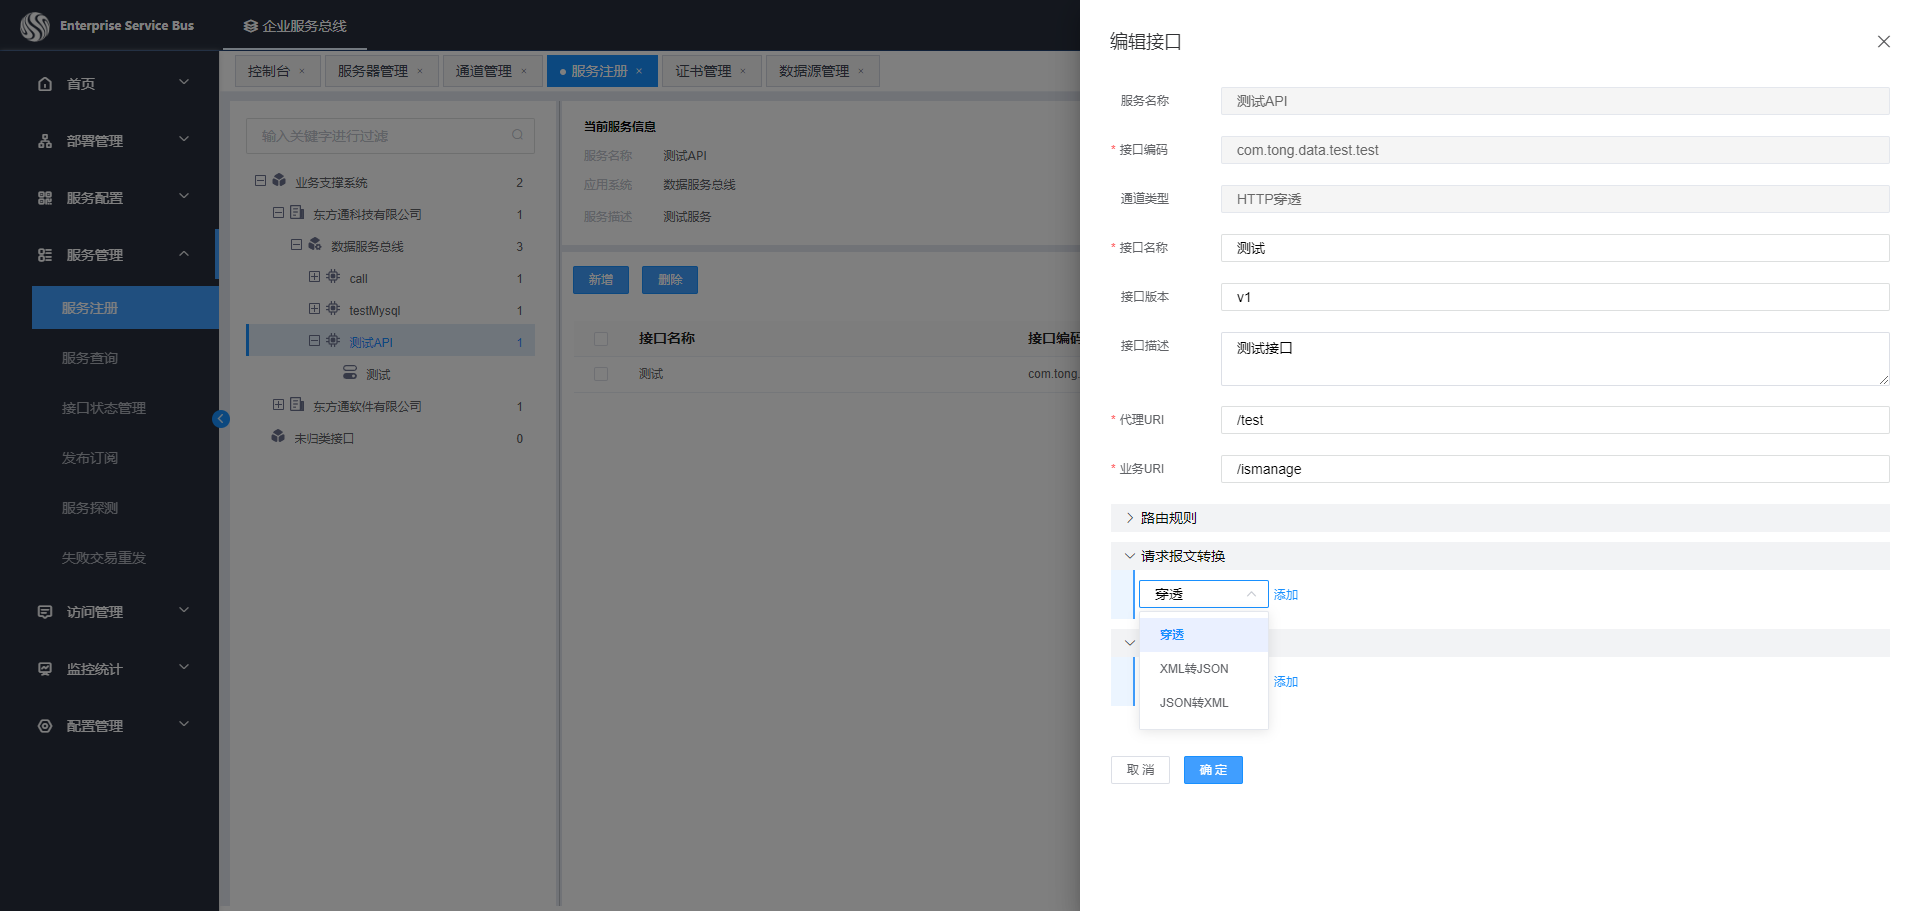 Enterprise Service Bus
企业服务总线
首页
部署管理
服务配置
服务管理
服务注册
服务查询
接口状态管理
发布订阅
服务探测
失败交易重发
访问管理
监控统计
配置管理
控制台 ×
服务器管理 ×
通道管理 ×
服务注册 ×
证书管理 ×
数据源管理 ×
输入关键字进行过滤
业务支撑系统 2
东方通科技有限公司 1
数据服务总线 3
call 1
testMysql 1
测试API 1
测试
东方通软件有限公司 1
未归类接口 0
当前服务信息
服务名称 测试API
应用系统 数据服务总线
服务描述 测试服务
新增 删除
接口名称 接口编码
测试 com.tong.
编辑接口
服务名称 测试API
* 接口编码 com.tong.data.test.test
通道类型 HTTP穿透
* 接口名称 测试
接口版本 v1
接口描述 测试接口
* 代理URI /test
* 业务URI /ismanage
路由规则
请求报文转换
穿透 添加
穿透
XML转JSON
添加
JSON转XML
取消 确定